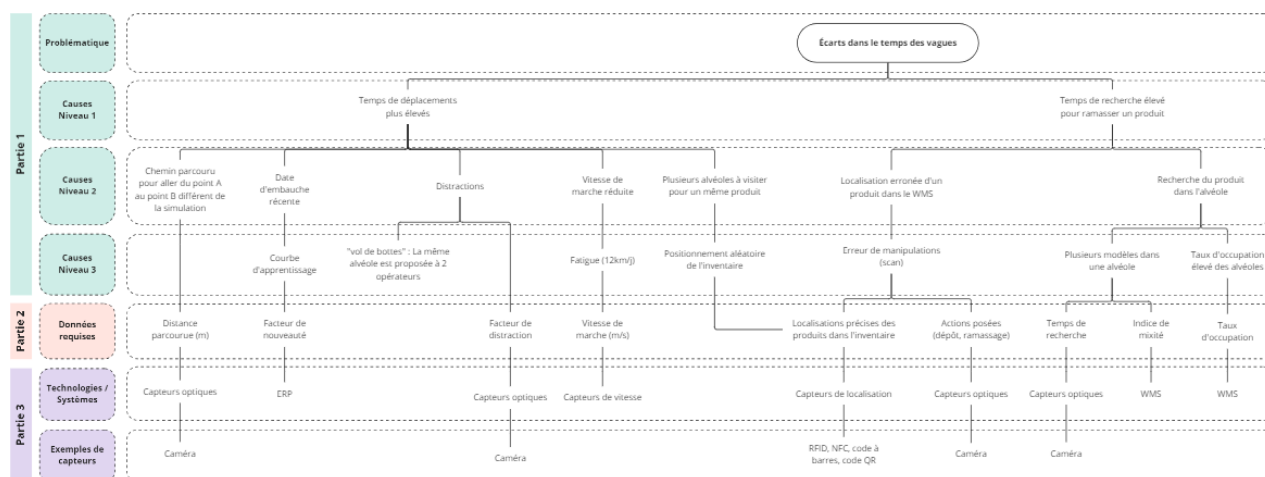 Partie 1
Problématique
Écarts dans le temps des vagues
Causes
Niveau 1
Temps de déplacements
plus élevés
Temps de recherche élevé
pour ramasser un produit
Causes
Niveau 2
Chemin parcouru
pour aller du point A
au point B différent de
la simulation
Date
d'embauche
récente
Distractions
Vitesse de
marche réduite
Plusieurs alvéoles à visiter
pour un même produit
Localisation erronée d'un
produit dans le WMS
Recherche du produit
dans l'alvéole
Causes
Niveau 3
Courbe
d'apprentissage
"vol de bottes" : La même
alvéole est proposée à 2
opérateurs
Fatigue (12km/j)
Positionnement aléatoire
de l'inventaire
Erreur de manipulations
(scan)
Plusieurs modèles dans
une alvéole
Taux d'occupation
élevé des alvéoles
Partie 2
Données
requises
Distance
parcourue (m)
Facteur de
nouveauté
Facteur de
distraction
Vitesse de
marche (m/s)
Localisations précises des
produits dans l'inventaire
Actions posées
(dépôt, ramassage)
Temps de
recherche
Indice de
mixité
Taux
d'occupation
Partie 3
Technologies /
Systèmes
Capteurs optiques
ERP
Capteurs optiques
Capteurs de vitesse
Capteurs de localisation
Capteurs optiques
Capteurs optiques
WMS
WMS
Exemples de
capteurs
Caméra
Caméra
RFID, NFC, code à
barres, code QR
Caméra
Caméra